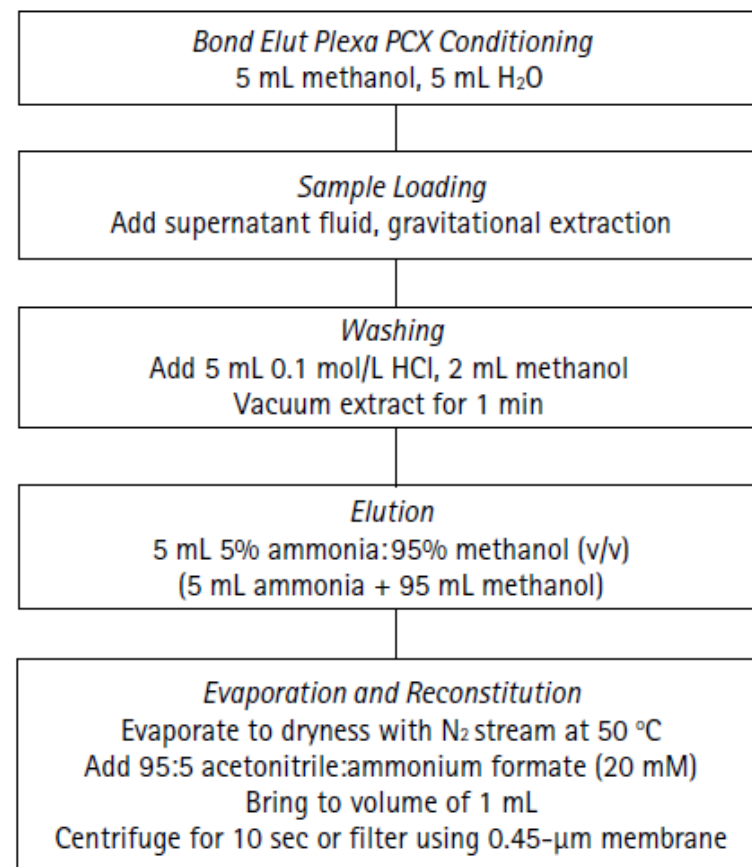 Bond Elut Plexa PCX Conditioning
5 mL methanol, 5 mL H₂O
Sample Loading
Add supernatant fluid, gravitational extraction
Washing
Add 5 mL 0.1 mol/L HCl, 2 mL methanol
Vacuum extract for 1 min
Elution
5 mL 5% ammonia:95% methanol (v/v)
(5 mL ammonia + 95 mL methanol)
Evaporation and Reconstitution
Evaporate to dryness with N₂ stream at 50 °C
Add 95:5 acetonitrile:ammonium formate (20 mM)
Bring to volume of 1 mL
Centrifuge for 10 sec or filter using 0.45-µm membrane